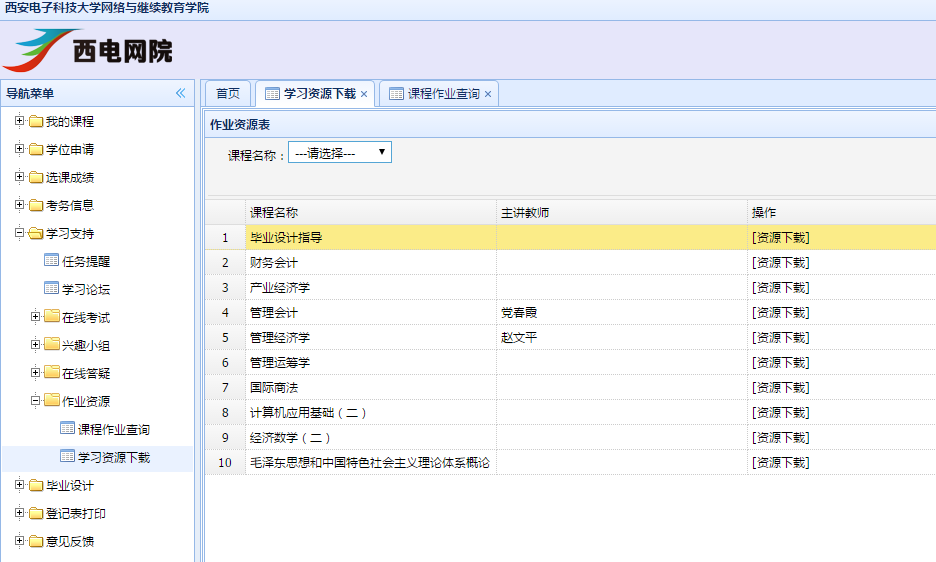 西安电子科技大学网络与继续教育学院
西电网院
导航菜单
我的课程
学位申请
选课成绩
考务信息
学习支持
任务提醒
学习论坛
在线考试
兴趣小组
在线答疑
作业资源
课程作业查询
学习资源下载
毕业设计
登记表打印
意见反馈
首页 学习资源下载 × 课程作业查询 ×
作业资源表
课程名称： ---请选择---
课程名称 主讲教师 操作
1 毕业设计指导 [资源下载]
2 财务会计 [资源下载]
3 产业经济学 [资源下载]
4 管理会计 党春霞 [资源下载]
5 管理经济学 赵文平 [资源下载]
6 管理运筹学 [资源下载]
7 国际商法 [资源下载]
8 计算机应用基础（二） [资源下载]
9 经济数学（二） [资源下载]
10 毛泽东思想和中国特色社会主义理论体系概论 [资源下载]